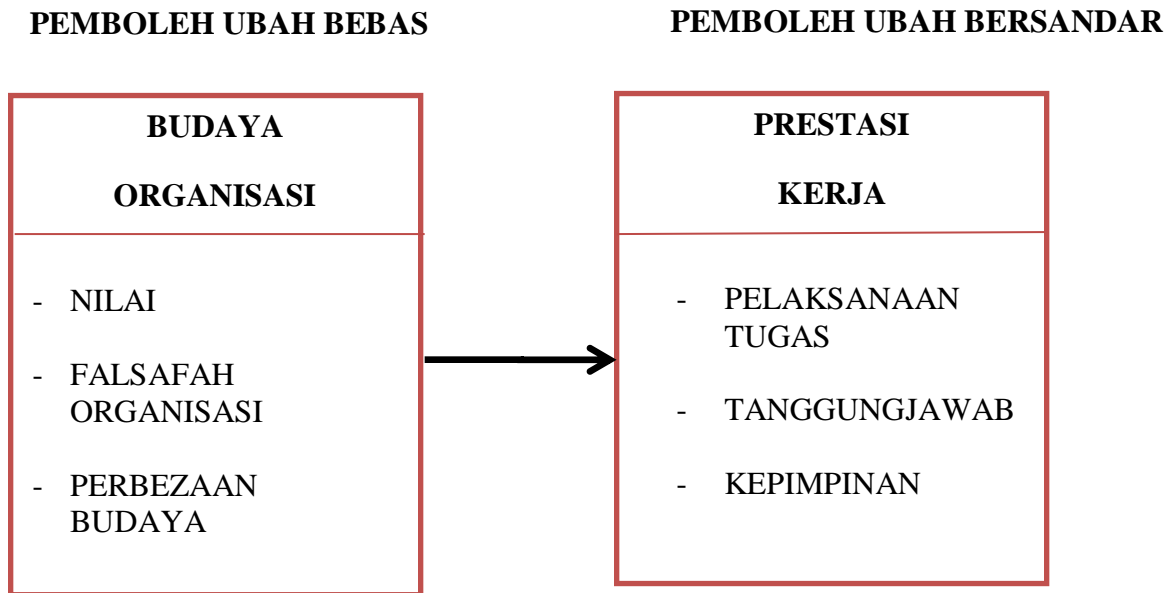 PEMBOLEH UBAH BEBAS
PEMBOLEH UBAH BERSANDAR
BUDAYA
ORGANISASI
- NILAI
- FALSAFAH
ORGANISASI
- PERBEZAAN
BUDAYA
PRESTASI
KERJA
- PELAKSANAAN
TUGAS
- TANGGUNGJAWAB
- KEPIMPINAN